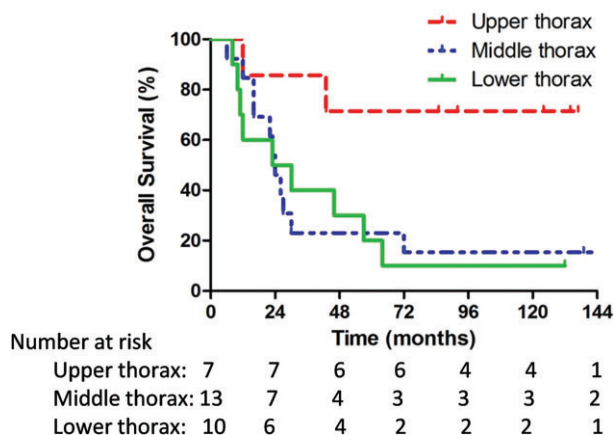 Upper thorax
Middle thorax
Lower thorax
Overall Survival (%)
100
80
60
40
20
0
0 24 48 72 96 120 144
Time (months)
Number at risk
Upper thorax: 7 7 6 6 4 4 1
Middle thorax: 13 7 4 3 3 3 2
Lower thorax: 10 6 4 2 2 2 1